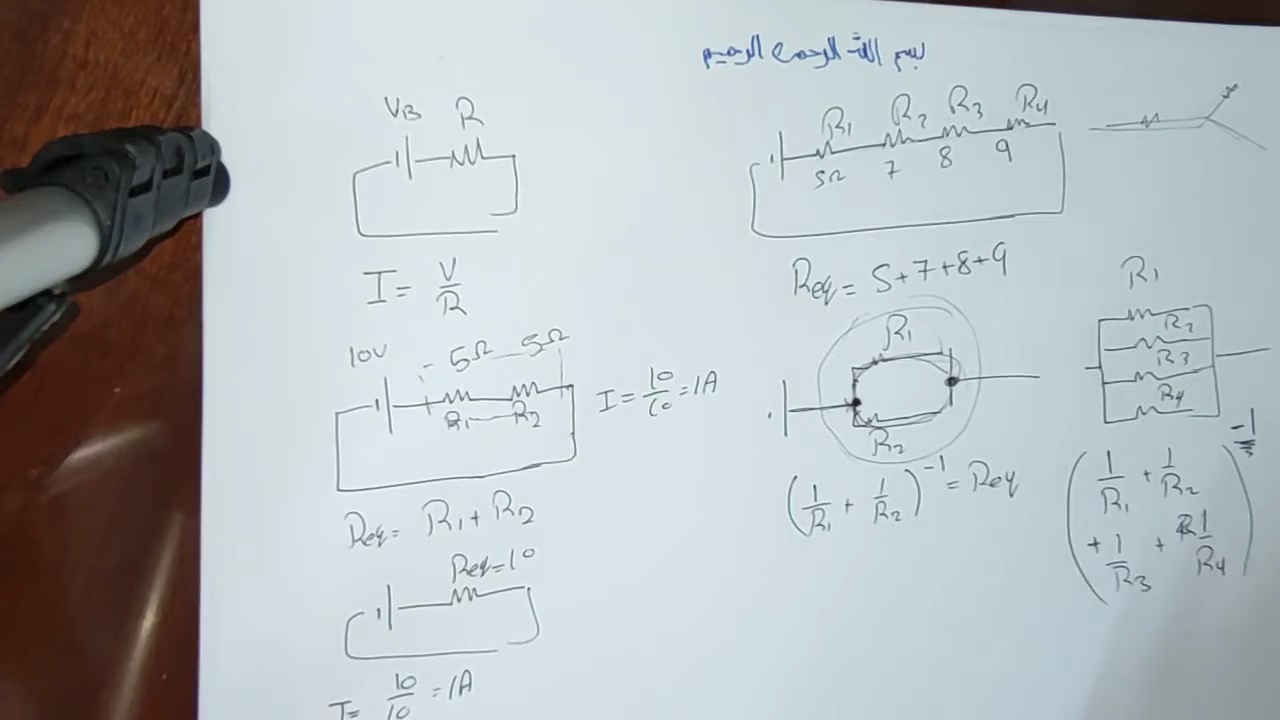 بسم الله الرحمن الرحيم
VB R
I = V/R
10V 5Ω 5Ω
R1 R2
I = 10/10 = 1A
Req = R1 + R2
Req = 10
I = 10/10 = 1A
R1 R2 R3 R4
5Ω 7 8 9
Req = 5+7+8+9
R1
R2
(1/R1 + 1/R2)^-1 = Req
R1
R2
R3
R4
(1/R1 + 1/R2
+ 1/R3 + 1/R4)^-1